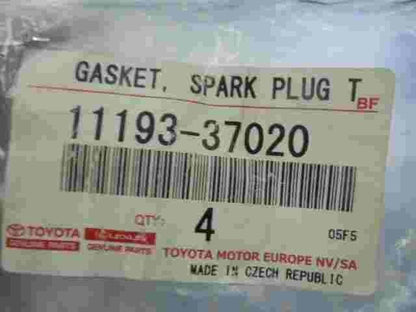 GASKET, SPARK PLUG T
BF
11193-37020
QTY: 4
05F5
TOYOTA LEXUS
GENUINE PARTS GENUINE PARTS
TOYOTA MOTOR EUROPE NV/SA
MADE IN CZECH REPUBLIC